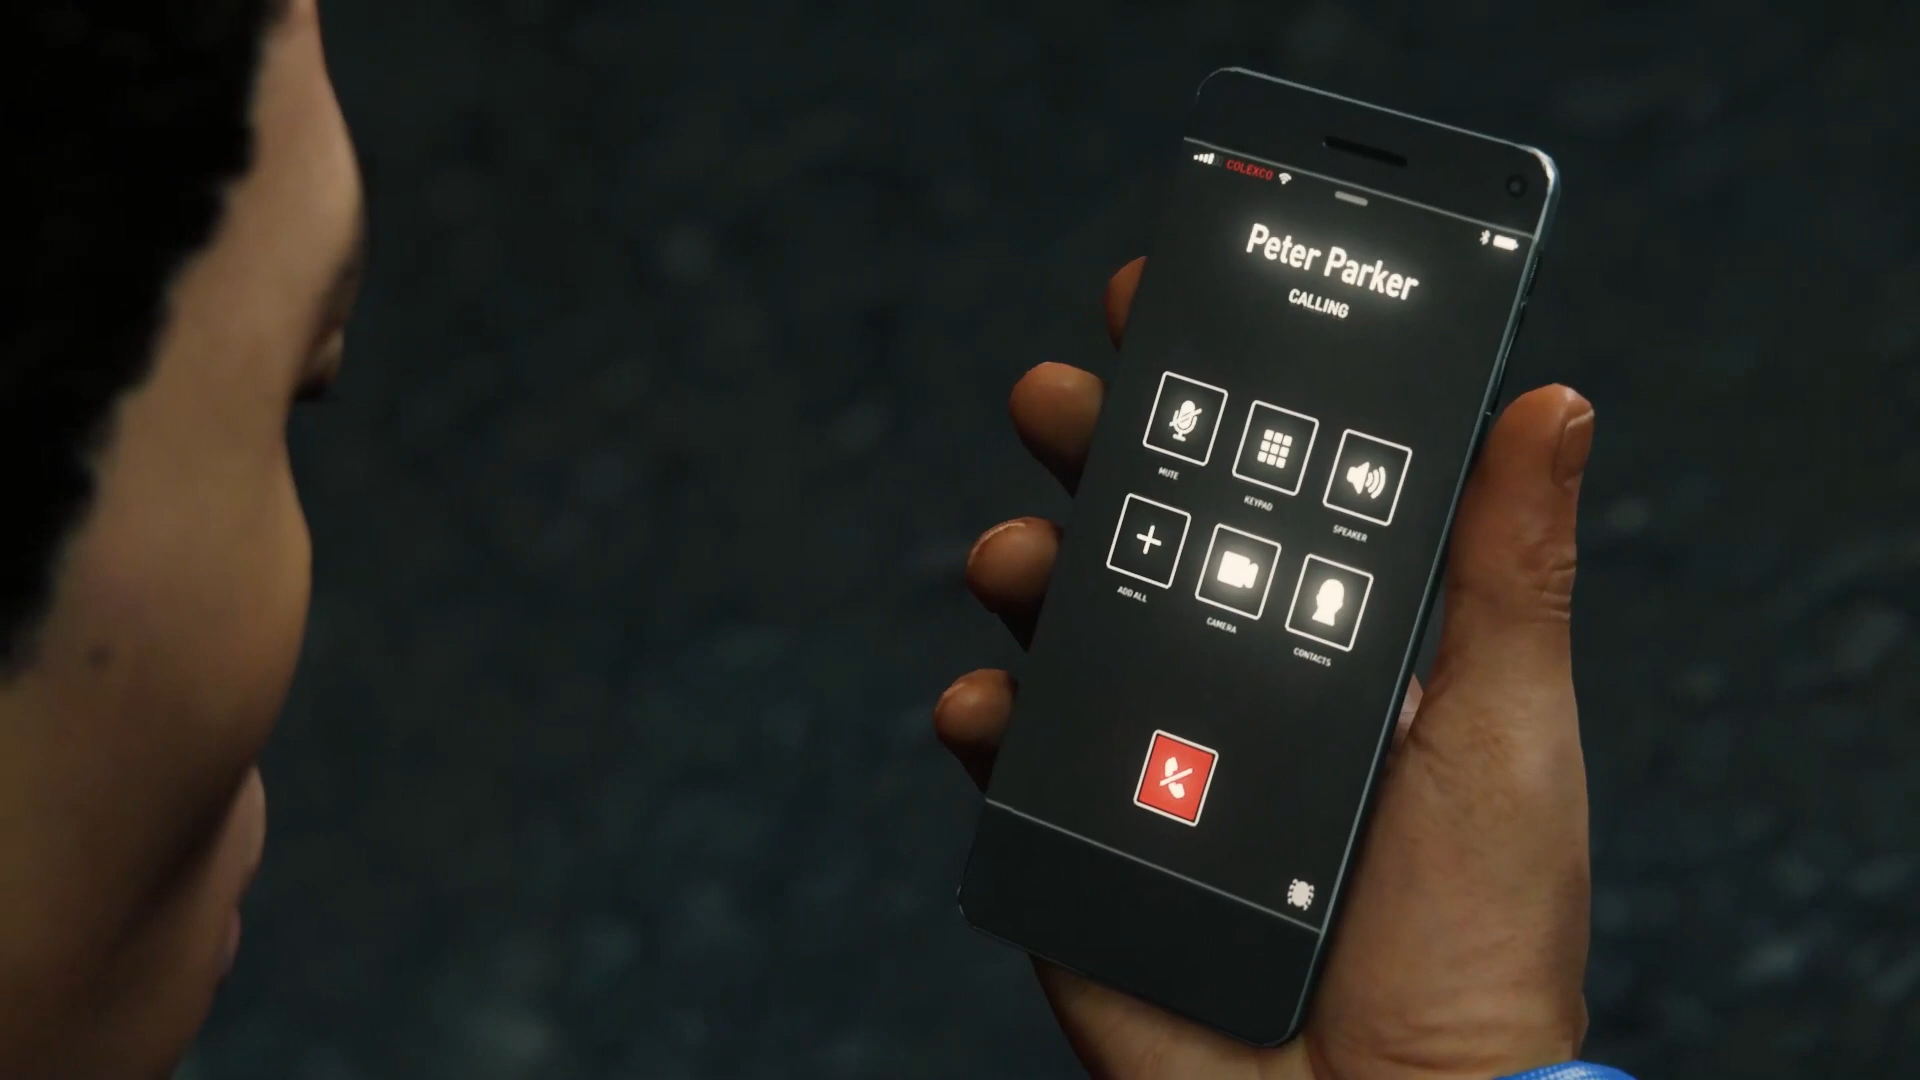 COLEXCO
Peter Parker
CALLING
MUTE
KEYPAD
SPEAKER
ADD ALL
CAMERA
CONTACTS